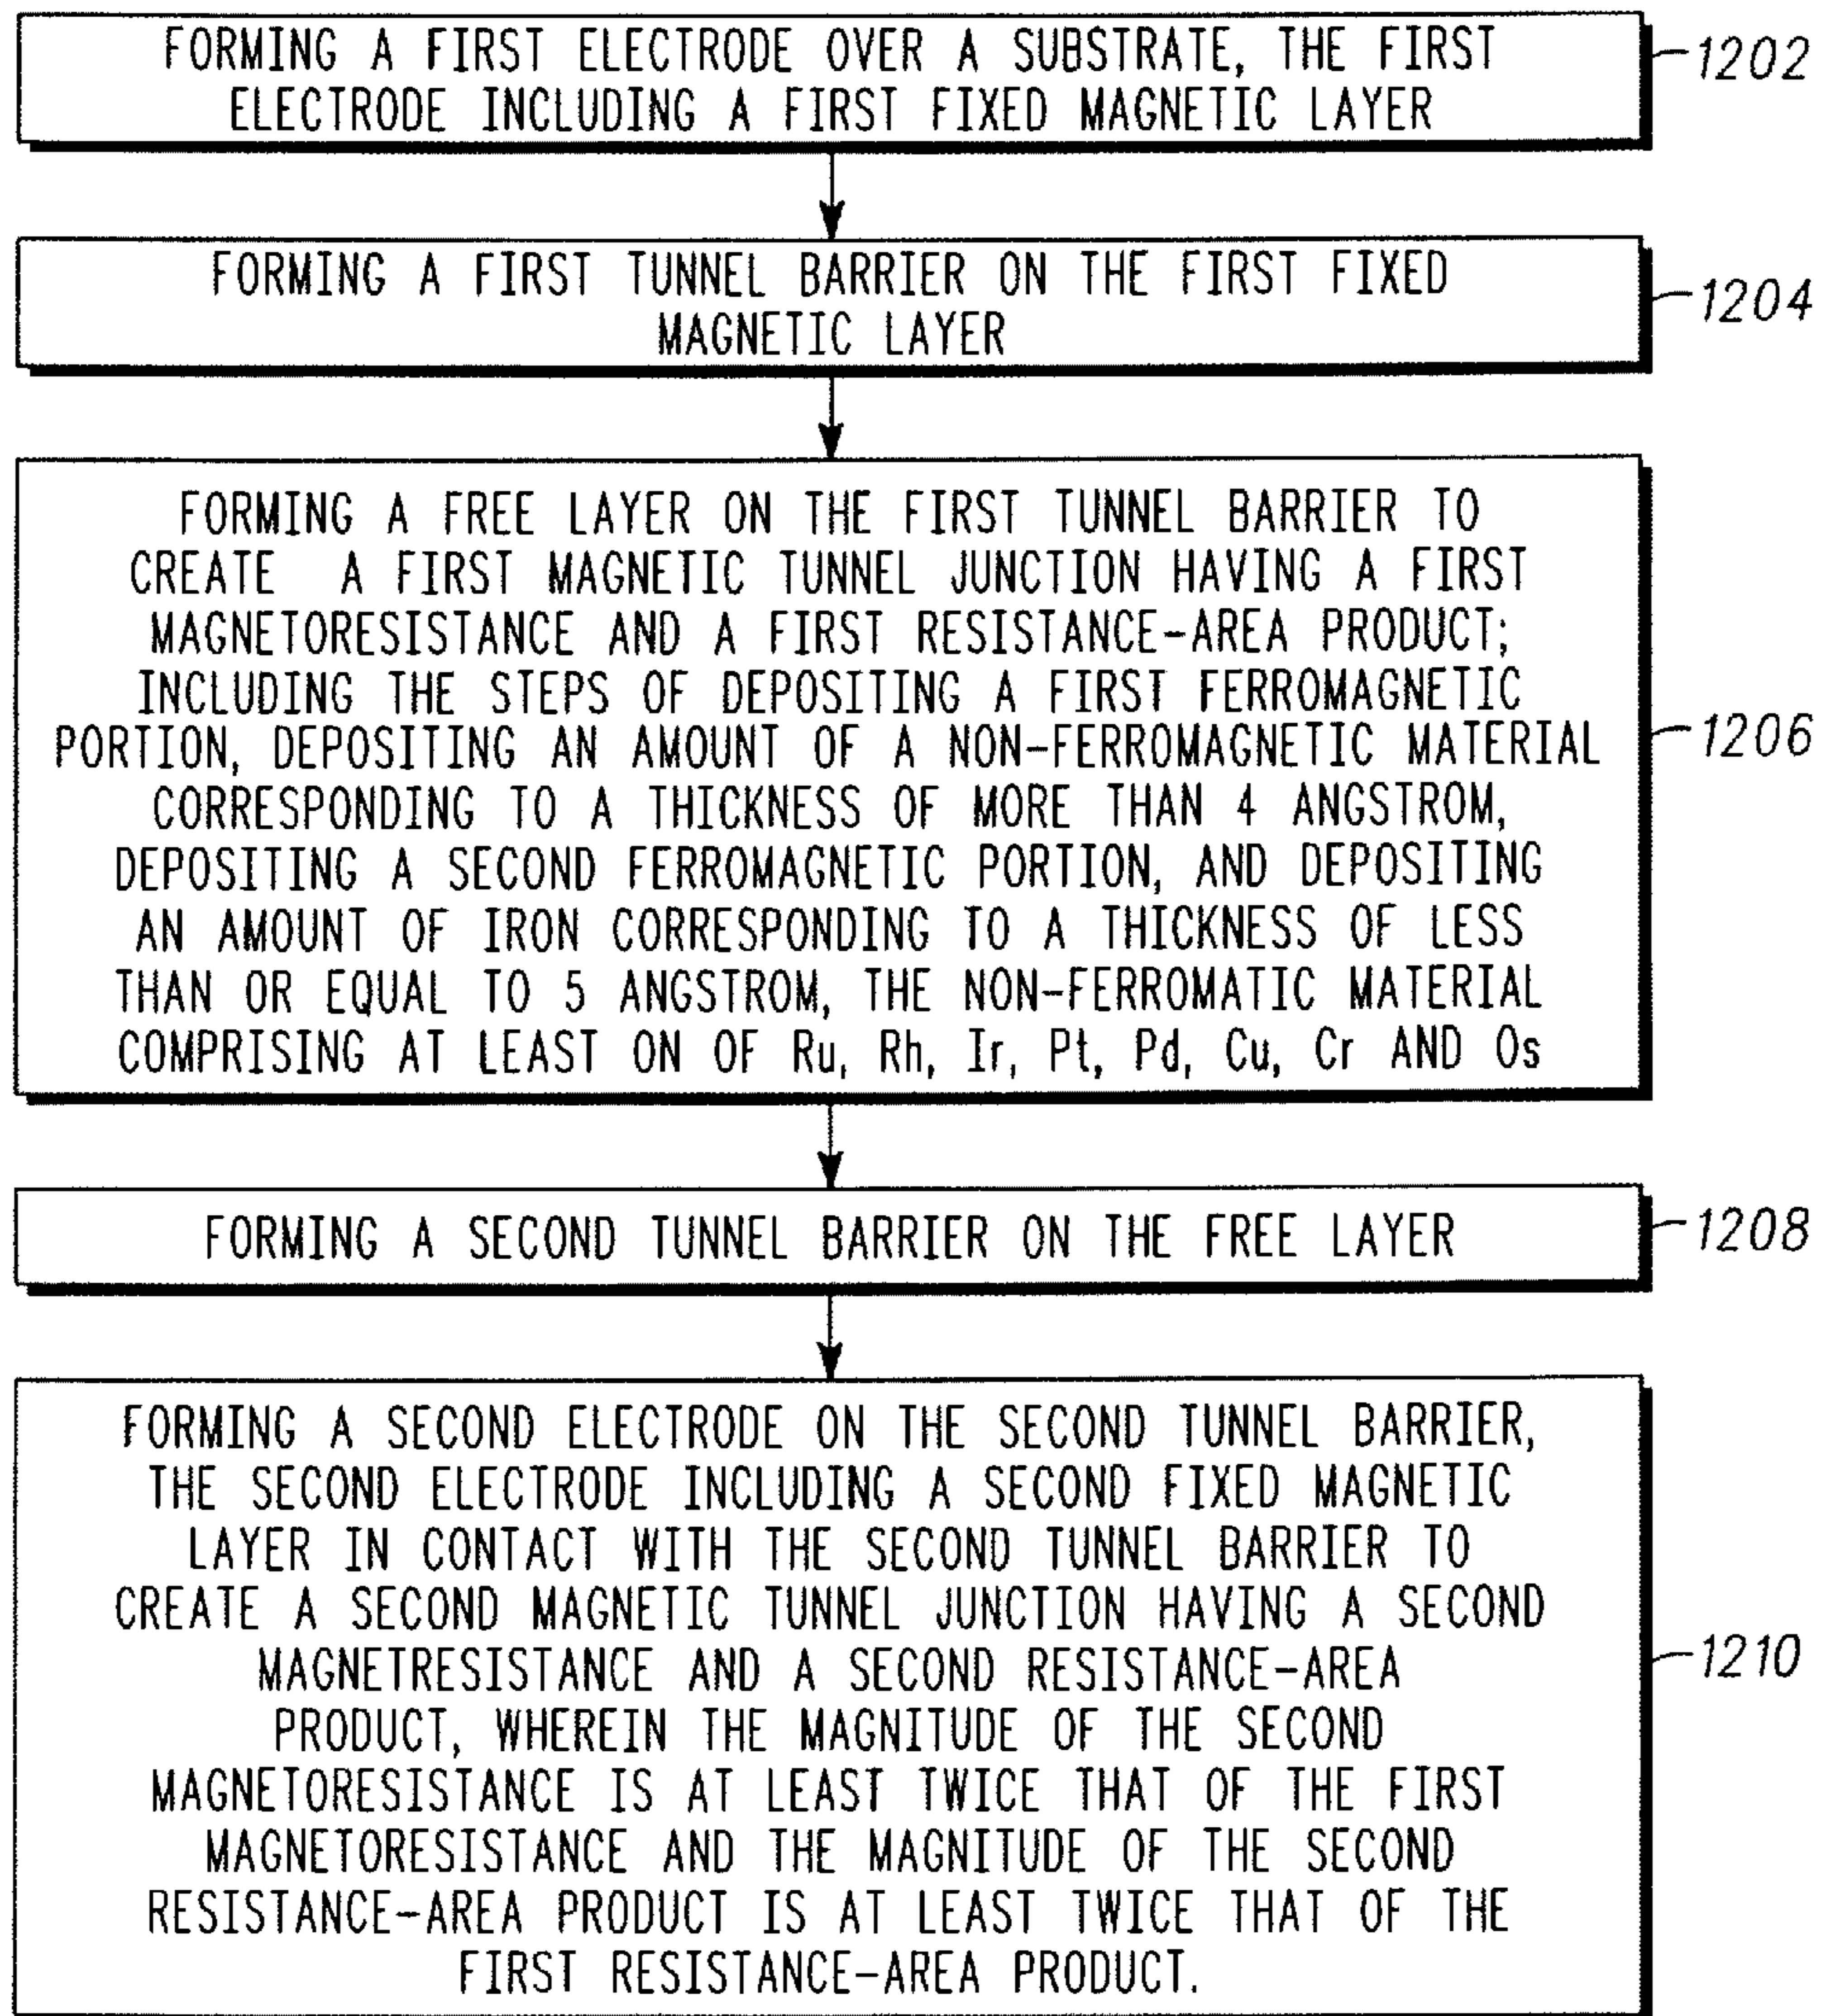 FORMING A FIRST ELECTRODE OVER A SUBSTRATE, THE FIRST
ELECTRODE INCLUDING A FIRST FIXED MAGNETIC LAYER
1202
FORMING A FIRST TUNNEL BARRIER ON THE FIRST FIXED
MAGNETIC LAYER
1204
FORMING A FREE LAYER ON THE FIRST TUNNEL BARRIER TO
CREATE A FIRST MAGNETIC TUNNEL JUNCTION HAVING A FIRST
MAGNETORESISTANCE AND A FIRST RESISTANCE-AREA PRODUCT;
INCLUDING THE STEPS OF DEPOSITING A FIRST FERROMAGNETIC
PORTION, DEPOSITING AN AMOUNT OF A NON-FERROMAGNETIC MATERIAL
CORRESPONDING TO A THICKNESS OF MORE THAN 4 ANGSTROM,
DEPOSITING A SECOND FERROMAGNETIC PORTION, AND DEPOSITING
AN AMOUNT OF IRON CORRESPONDING TO A THICKNESS OF LESS
THAN OR EQUAL TO 5 ANGSTROM, THE NON-FERROMATIC MATERIAL
COMPRISING AT LEAST ON OF Ru, Rh, Ir, Pt, Pd, Cu, Cr AND Os
1206
FORMING A SECOND TUNNEL BARRIER ON THE FREE LAYER
1208
FORMING A SECOND ELECTRODE ON THE SECOND TUNNEL BARRIER,
THE SECOND ELECTRODE INCLUDING A SECOND FIXED MAGNETIC
LAYER IN CONTACT WITH THE SECOND TUNNEL BARRIER TO
CREATE A SECOND MAGNETIC TUNNEL JUNCTION HAVING A SECOND
MAGNETRESISTANCE AND A SECOND RESISTANCE-AREA
PRODUCT, WHEREIN THE MAGNITUDE OF THE SECOND
MAGNETORESISTANCE IS AT LEAST TWICE THAT OF THE FIRST
MAGNETORESISTANCE AND THE MAGNITUDE OF THE SECOND
RESISTANCE-AREA PRODUCT IS AT LEAST TWICE THAT OF THE
FIRST RESISTANCE-AREA PRODUCT.
1210